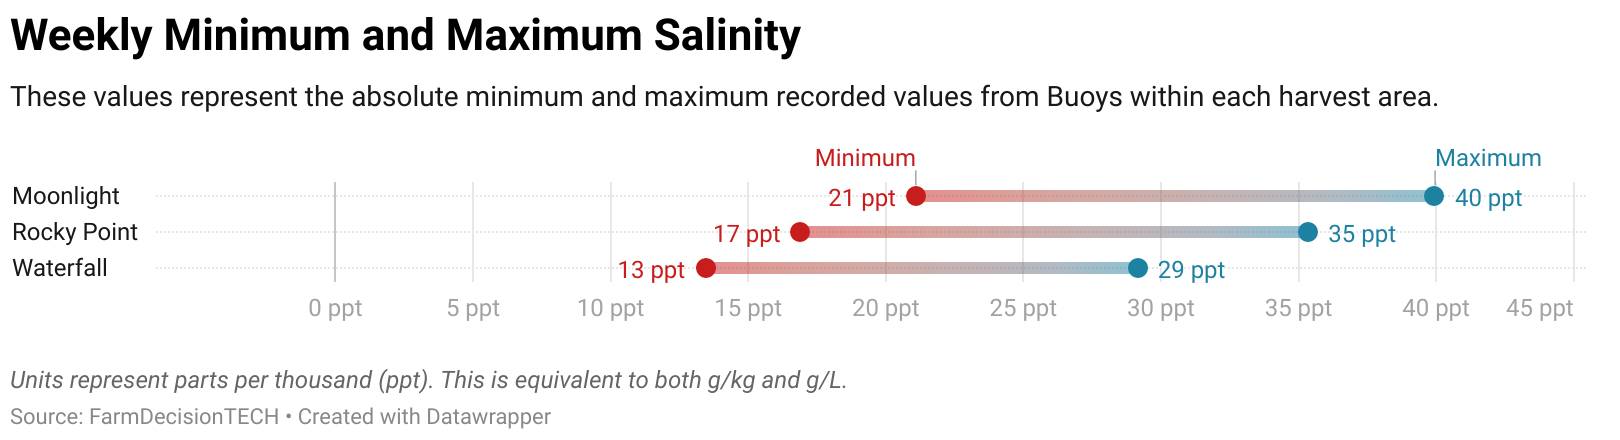 Weekly Minimum and Maximum Salinity
These values represent the absolute minimum and maximum recorded values from Buoys within each harvest area.
Minimum Maximum
Moonlight 21 ppt 40 ppt
Rocky Point 17 ppt 35 ppt
Waterfall 13 ppt 29 ppt
0 ppt 5 ppt 10 ppt 15 ppt 20 ppt 25 ppt 30 ppt 35 ppt 40 ppt 45 ppt
Units represent parts per thousand (ppt). This is equivalent to both g/kg and g/L.
Source: FarmDecisionTECH • Created with Datawrapper